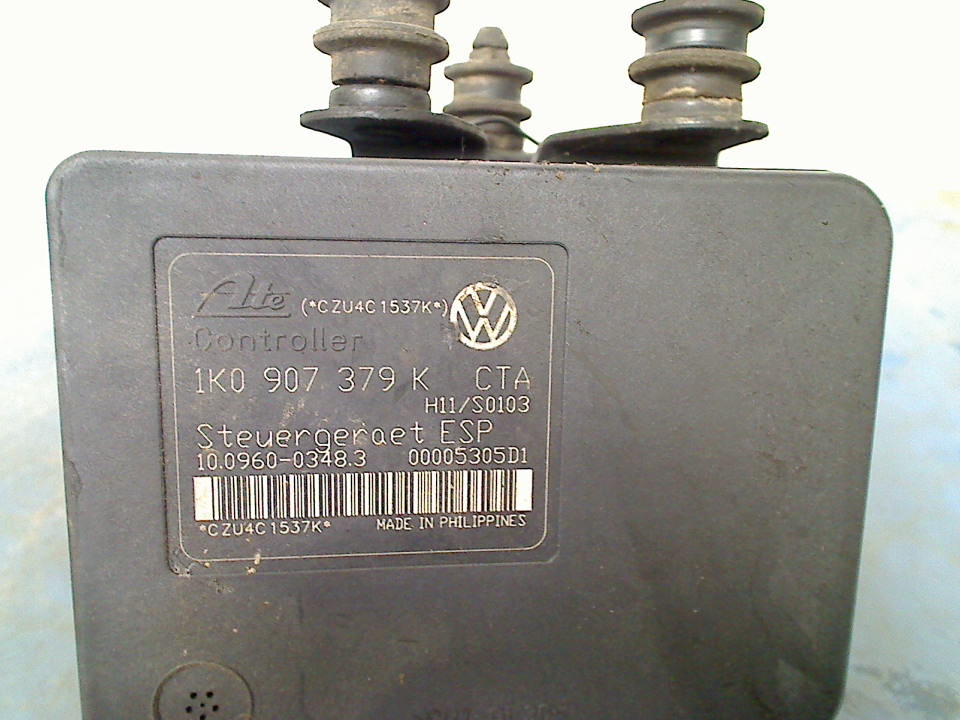 Ate (*CZU4C1537K*) VW
Controller
1K0 907 379 K CTA
H11/S0103
Steuergeraet ESP
10.0960-0348.3 00005305D1
*CZU4C1537K* MADE IN PHILIPPINES